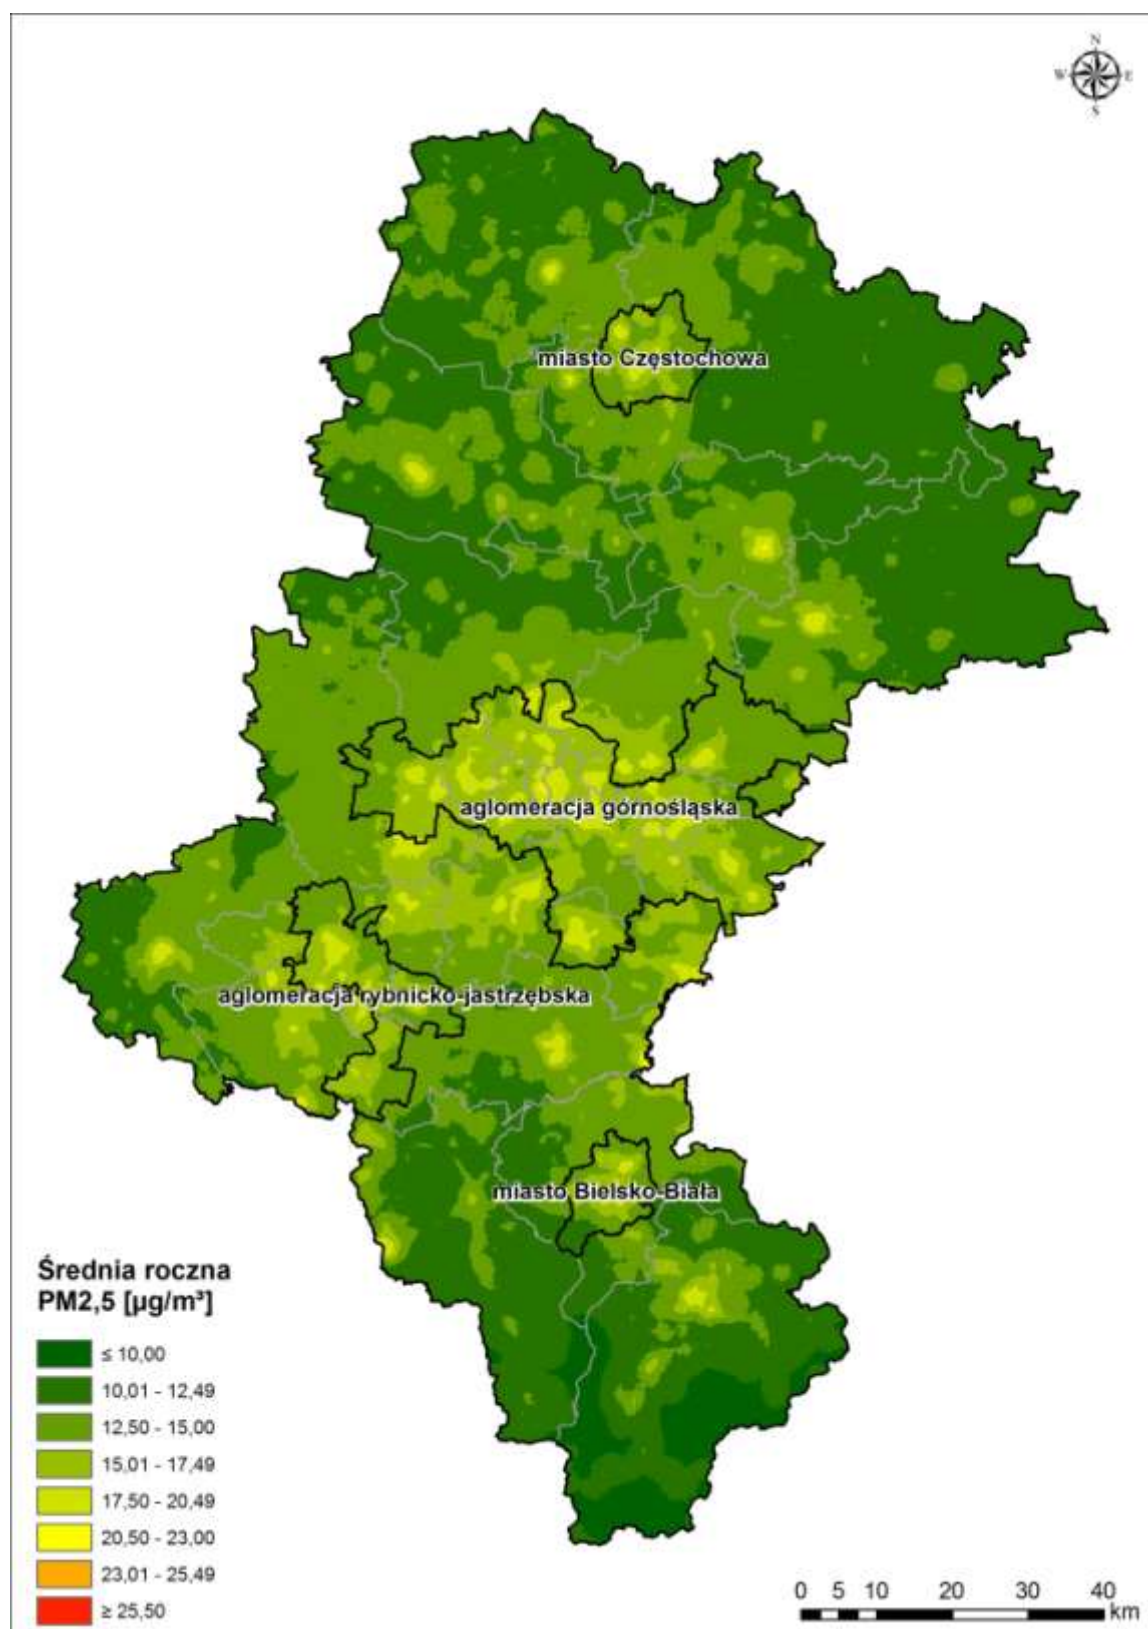 N
W E
S
miasto Częstochowa
aglomeracja górnośląska
aglomeracja rybnicko-jastrzębska
miasto Bielsko-Biała
Średnia roczna
PM2,5 [µg/m³]
≤ 10,00
10,01 - 12,49
12,50 - 15,00
15,01 - 17,49
17,50 - 20,49
20,50 - 23,00
23,01 - 25,49
≥ 25,50
0 5 10 20 30 40
km